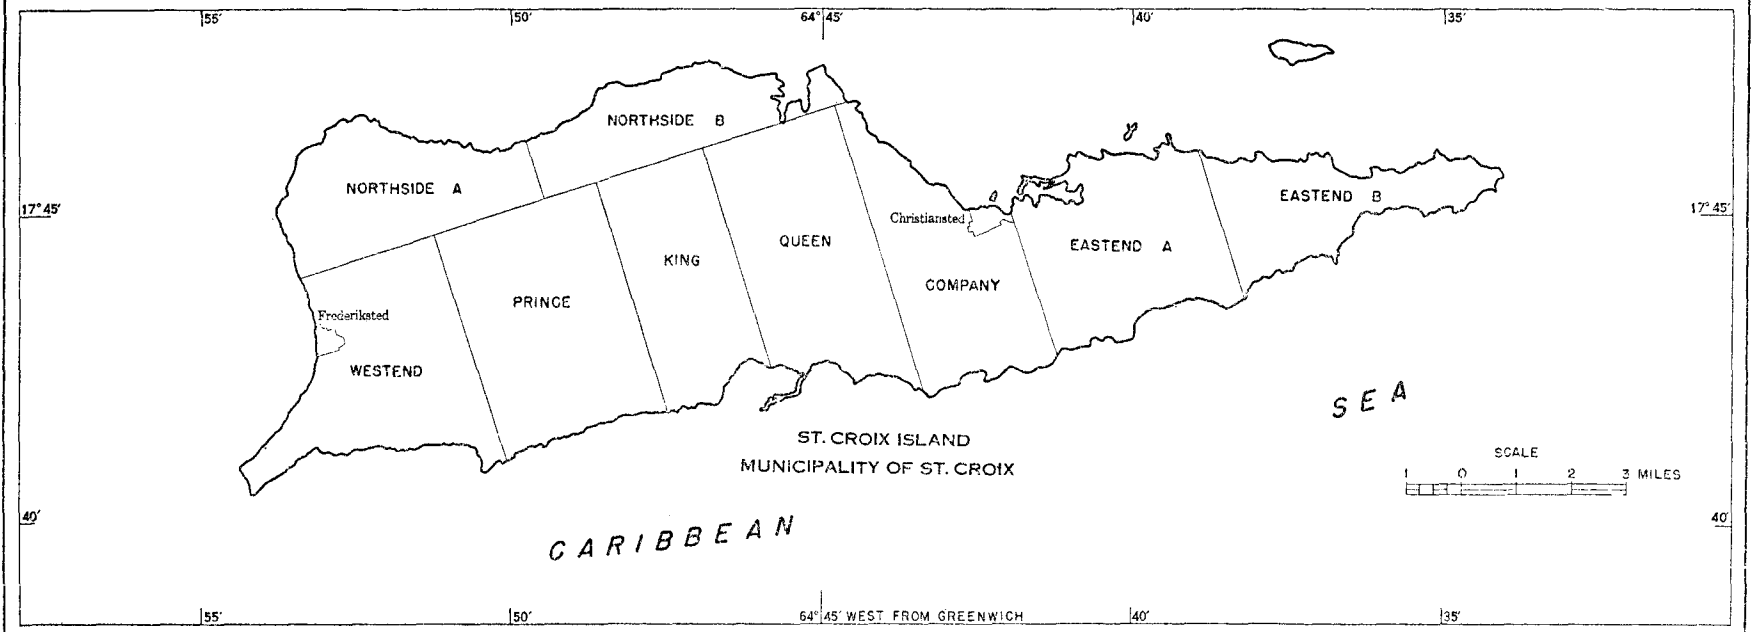 55' 50' 64° 45' 40' 35'
NORTHSIDE B
NORTHSIDE A
EASTEND B
17° 45' 17° 45'
Christiansted
QUEEN
EASTEND A
KING
COMPANY
PRINCE
Frederiksted
WESTEND
SEA
ST. CROIX ISLAND
MUNICIPALITY OF ST. CROIX
SCALE
1 0 1 2 3 MILES
40' 40'
CARIBBEAN
55' 50' 64° 45' WEST FROM GREENWICH 40' 35'